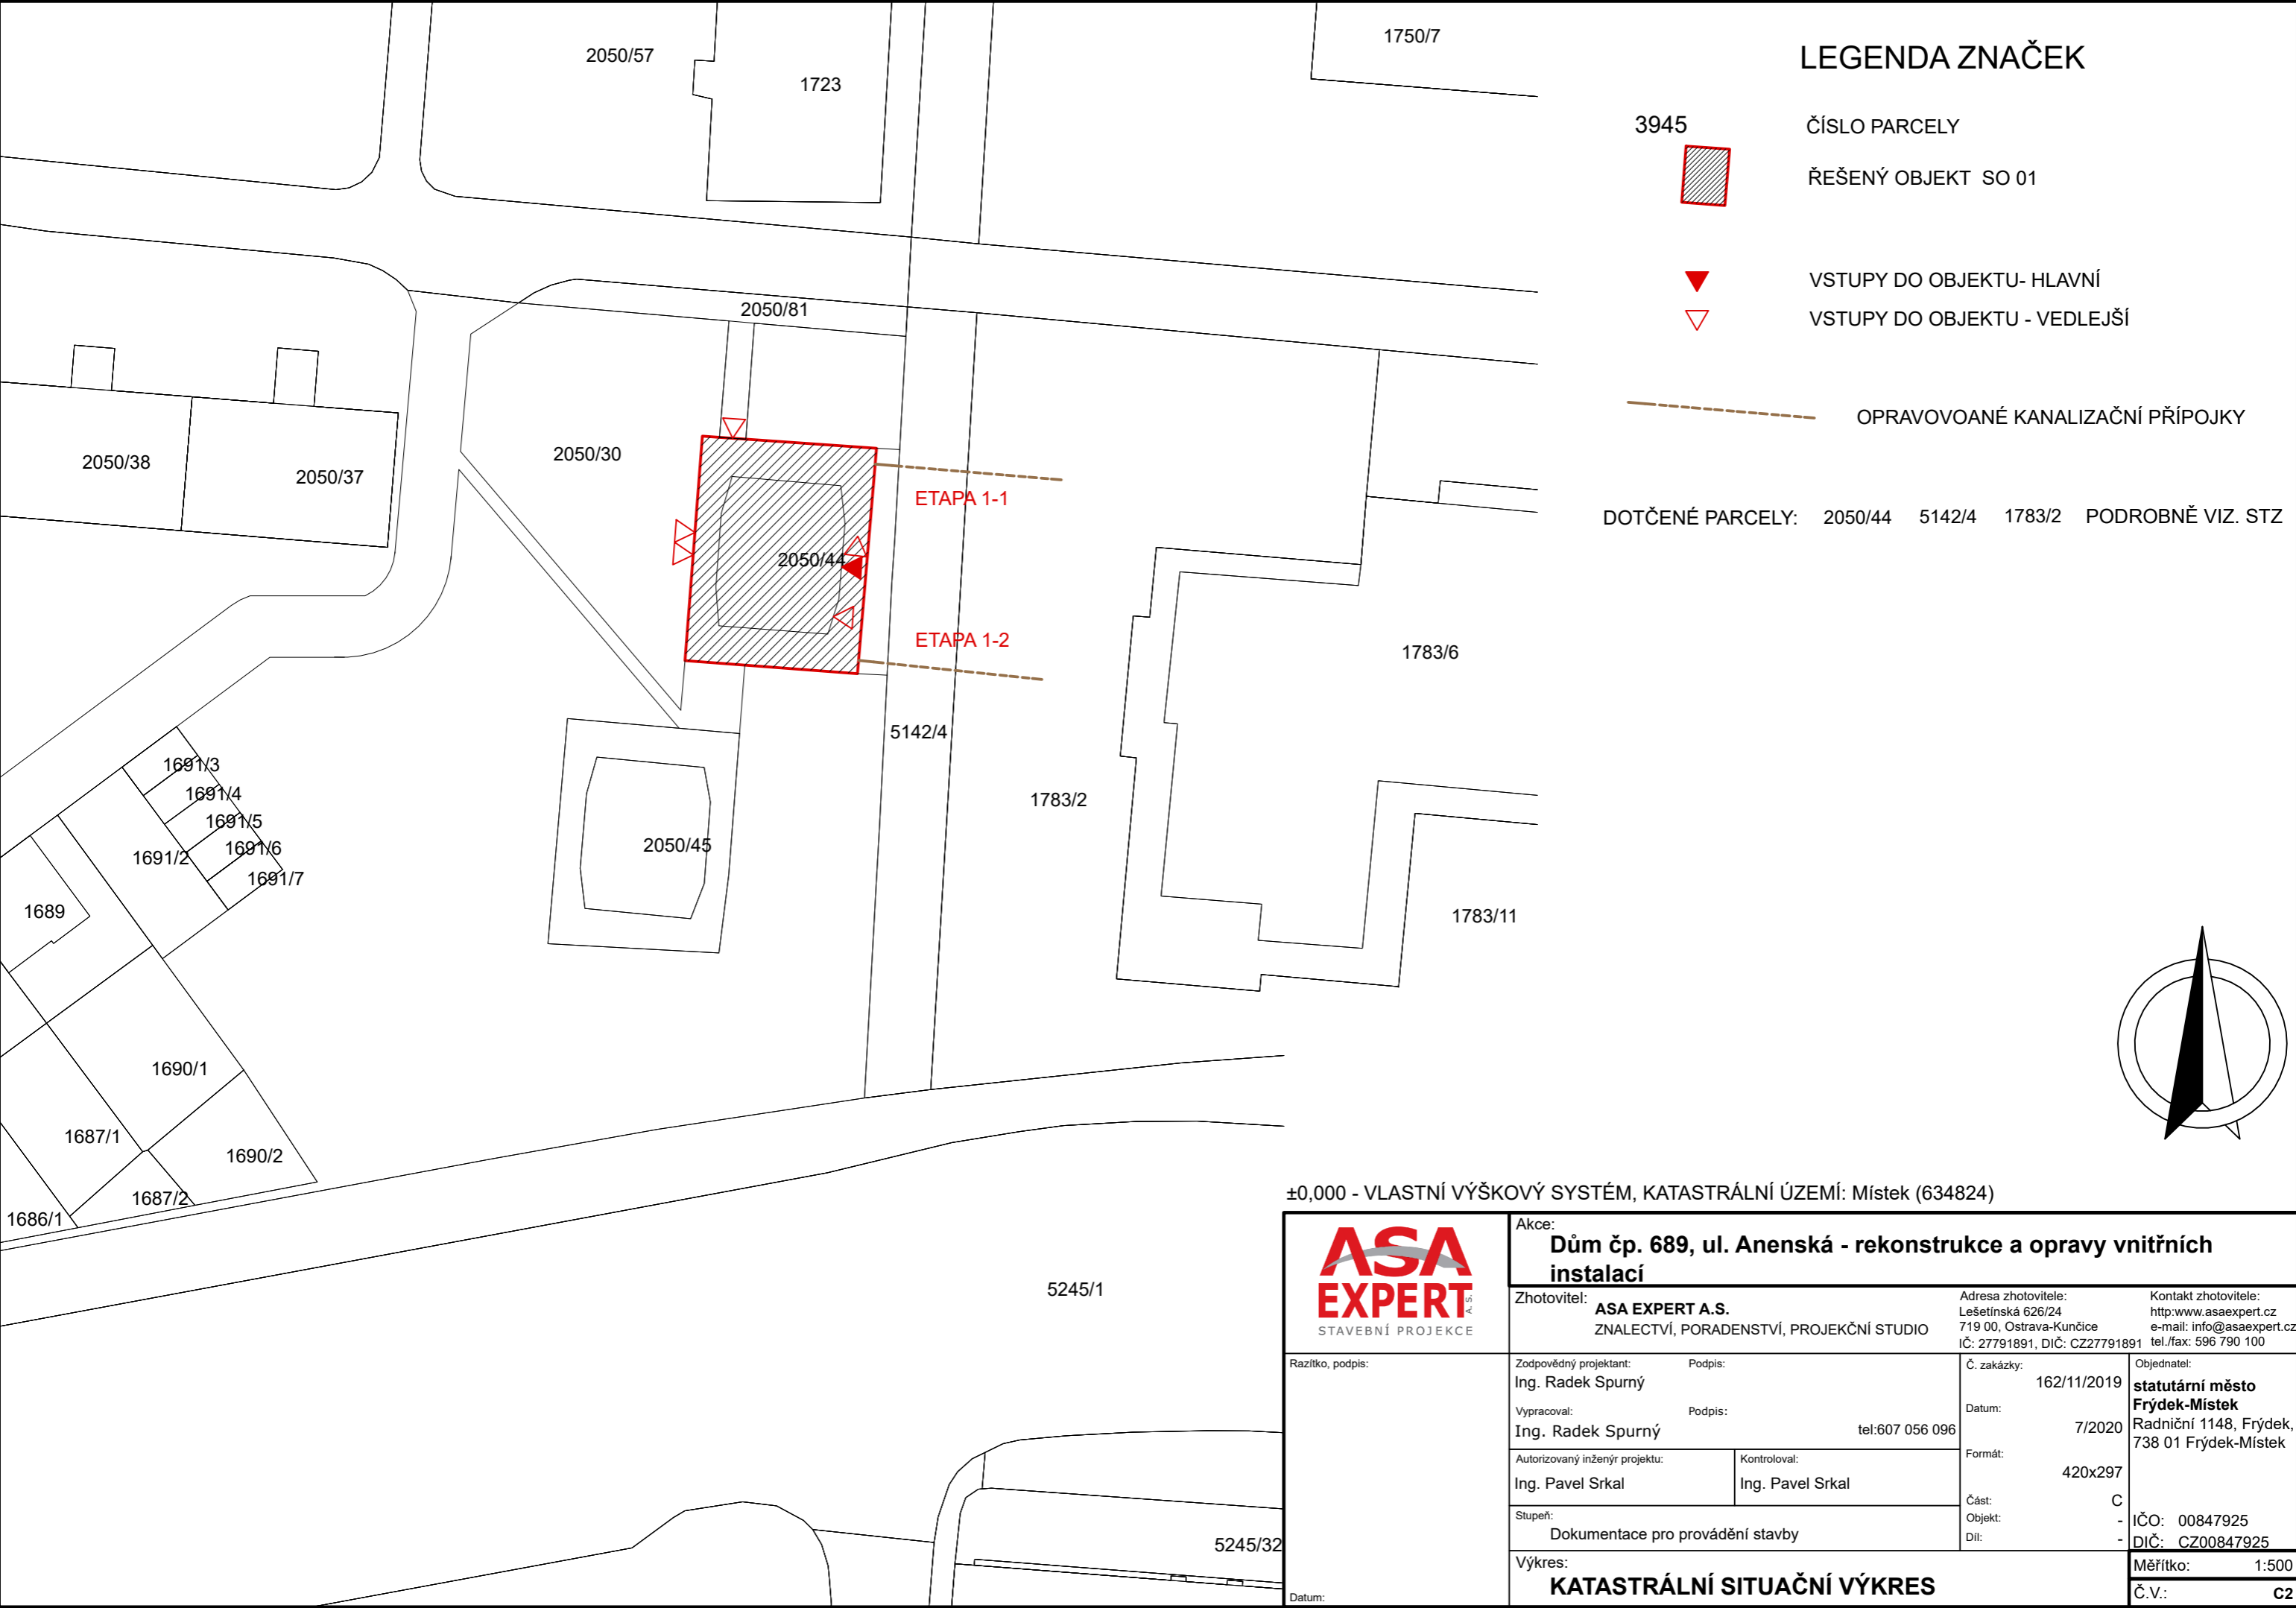 2050/57
1723
1750/7
2050/81
2050/38
2050/37
2050/30
ETAPA 1-1
2050/44
ETAPA 1-2
1783/6
5142/4
1783/2
2050/45
1783/11
1691/3
1691/4
1691/5
1691/6
1691/2
1691/7
1689
1690/1
1687/1
1690/2
1687/2
1686/1
5245/1
5245/32
LEGENDA ZNAČEK
3945 ČÍSLO PARCELY
ŘEŠENÝ OBJEKT SO 01
VSTUPY DO OBJEKTU- HLAVNÍ
VSTUPY DO OBJEKTU - VEDLEJŠÍ
OPRAVOVOANÉ KANALIZAČNÍ PŘÍPOJKY
DOTČENÉ PARCELY: 2050/44 5142/4 1783/2 PODROBNĚ VIZ. STZ
±0,000 - VLASTNÍ VÝŠKOVÝ SYSTÉM, KATASTRÁLNÍ ÚZEMÍ: Místek (634824)
ASA
EXPERT A.S.
STAVEBNÍ PROJEKCE
Akce:
Dům čp. 689, ul. Anenská - rekonstrukce a opravy vnitřních
instalací
Zhotovitel:
ASA EXPERT A.S.
ZNALECTVÍ, PORADENSTVÍ, PROJEKČNÍ STUDIO
Adresa zhotovitele:
Lešetínská 626/24
719 00, Ostrava-Kunčice
IČ: 27791891, DIČ: CZ27791891
Kontakt zhotovitele:
http:www.asaexpert.cz
e-mail: info@asaexpert.cz
tel./fax: 596 790 100
Razítko, podpis:
Datum:
Zodpovědný projektant: Podpis:
Ing. Radek Spurný
Vypracoval: Podpis:
Ing. Radek Spurný tel:607 056 096
Autorizovaný inženýr projektu:
Ing. Pavel Srkal
Kontroloval:
Ing. Pavel Srkal
Stupeň:
Dokumentace pro provádění stavby
Č. zakázky:
162/11/2019
Datum:
7/2020
Formát:
420x297
Část: C
Objekt: -
Díl: -
Objednatel:
statutární město
Frýdek-Místek
Radniční 1148, Frýdek,
738 01 Frýdek-Místek
IČO: 00847925
DIČ: CZ00847925
Výkres:
KATASTRÁLNÍ SITUAČNÍ VÝKRES
Měřítko: 1:500
Č.V.: C2